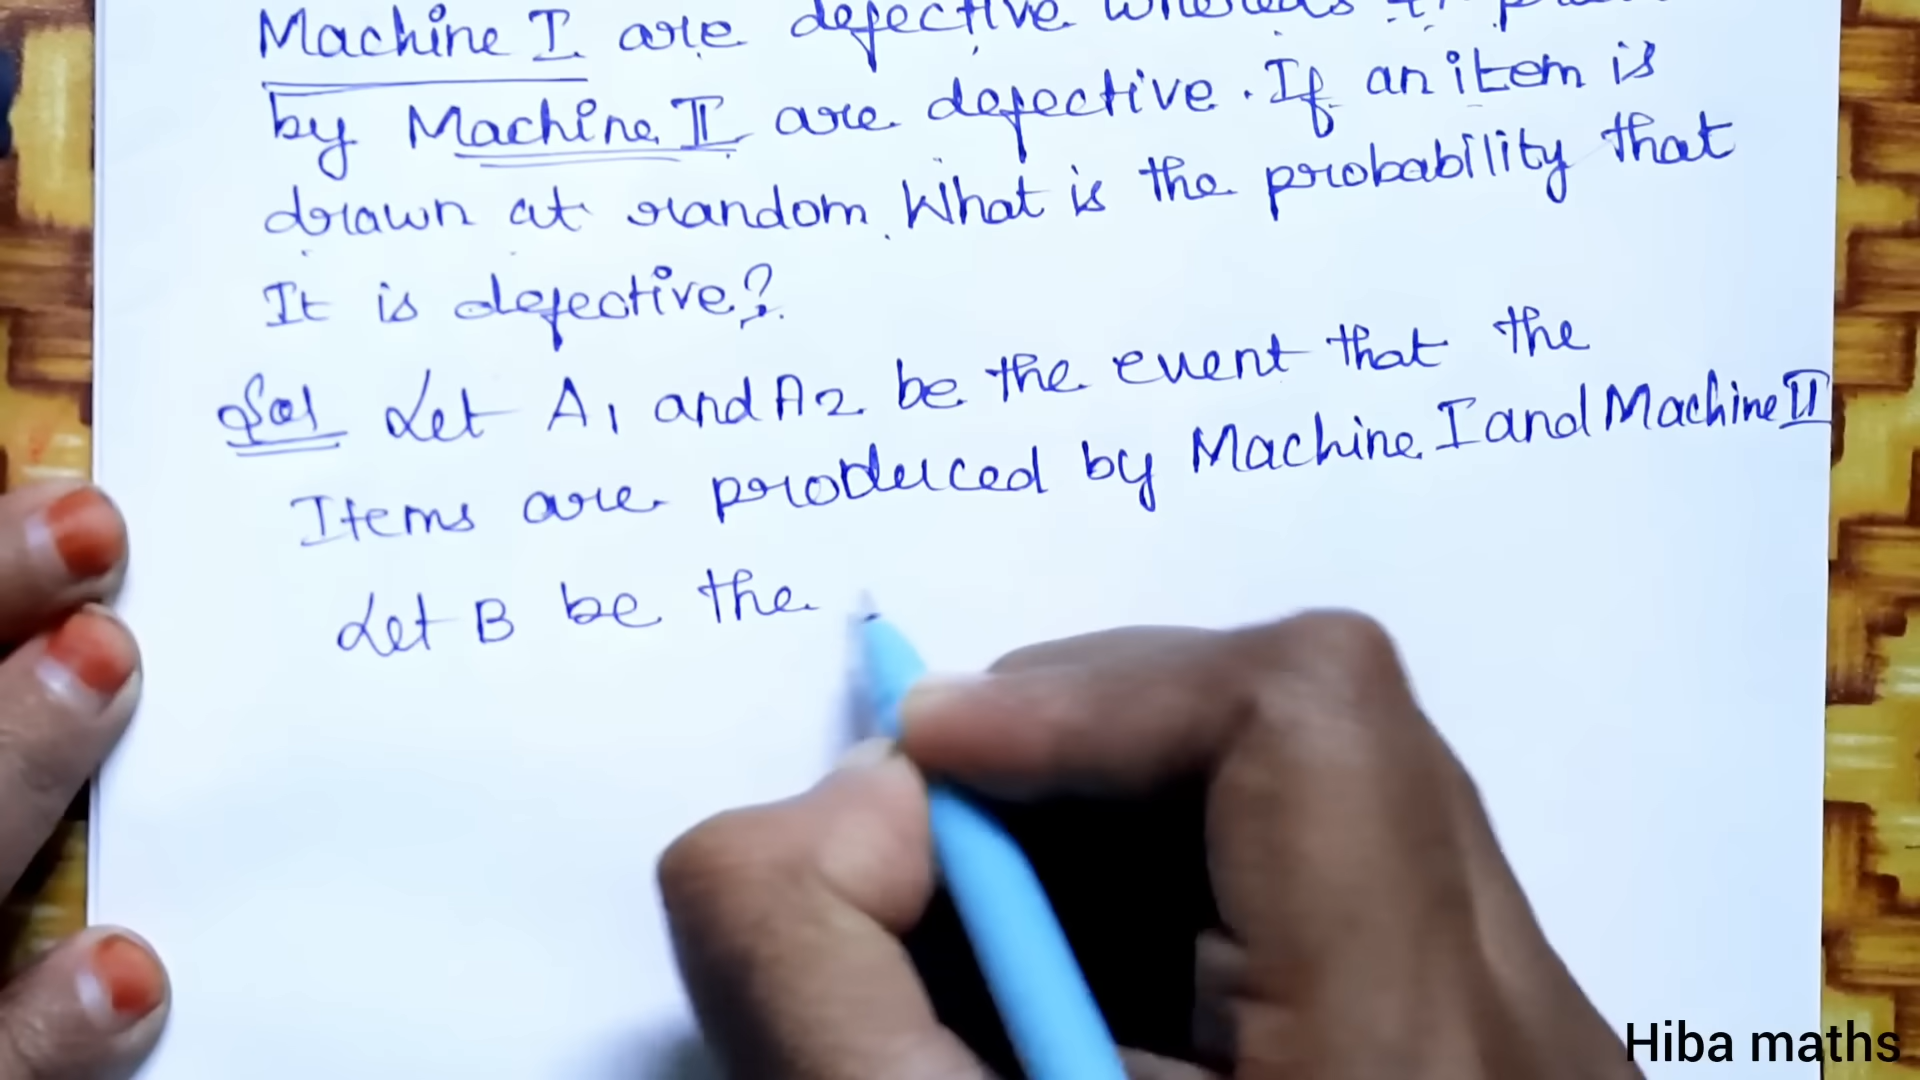 Machine I are defective whereas
by Machine II are defective. If an item is
drawn at random. What is the probability that
It is defective?
Sol Let A1 and A2 be the event that the
Items are produced by Machine I and Machine II
Let B be the
Hiba maths